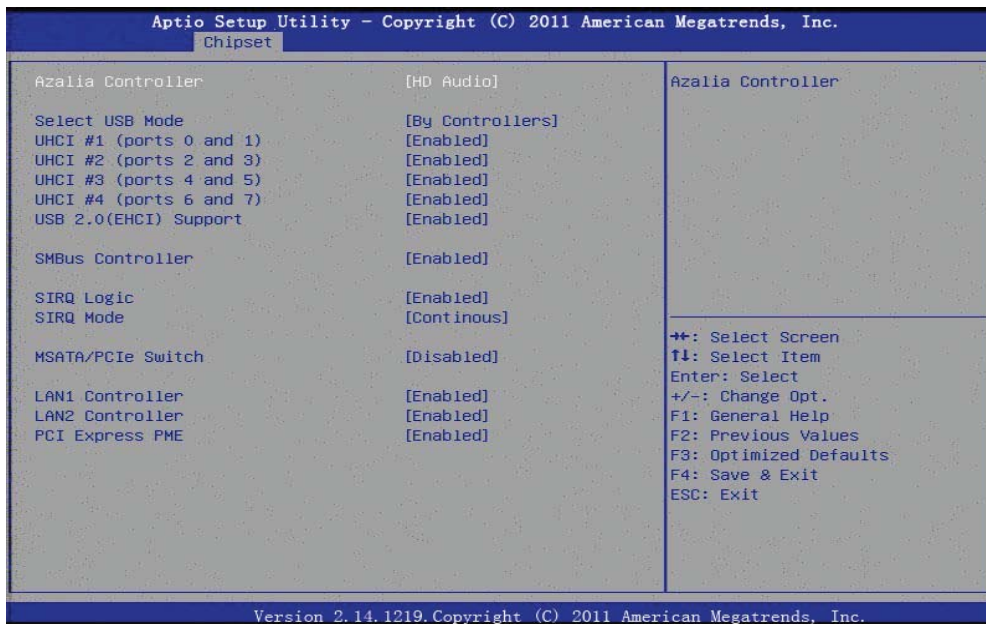 Aptio Setup Utility - Copyright (C) 2011 American Megatrends, Inc.
Chipset
Azalia Controller [HD Audio]
Select USB Mode [By Controllers]
UHCI #1 (ports 0 and 1) [Enabled]
UHCI #2 (ports 2 and 3) [Enabled]
UHCI #3 (ports 4 and 5) [Enabled]
UHCI #4 (ports 6 and 7) [Enabled]
USB 2.0(EHCI) Support [Enabled]
SMBus Controller [Enabled]
SIRQ Logic [Enabled]
SIRQ Mode [Continous]
MSATA/PCIe Switch [Disabled]
LAN1 Controller [Enabled]
LAN2 Controller [Enabled]
PCI Express PME [Enabled]
Azalia Controller
→←: Select Screen
↑↓: Select Item
Enter: Select
+/-: Change Opt.
F1: General Help
F2: Previous Values
F3: Optimized Defaults
F4: Save & Exit
ESC: Exit
Version 2.14.1219. Copyright (C) 2011 American Megatrends, Inc.